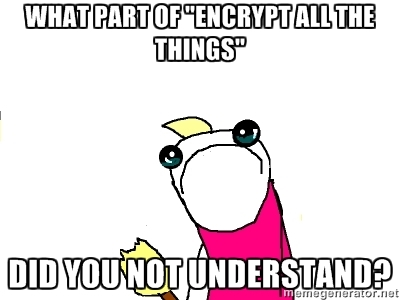 WHAT PART OF "ENCRYPT ALL THE
THINGS"
DID YOU NOT UNDERSTAND?
memegenerator.net